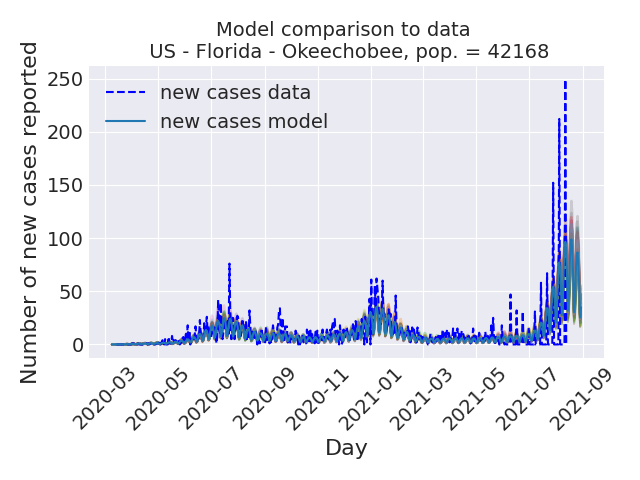 Model comparison to data
US - Florida - Okeechobee, pop. = 42168
Number of new cases reported
250
200
150
100
50
0
new cases data
new cases model
2020-03
2020-05
2020-07
2020-09
2020-11
2021-01
2021-03
2021-05
2021-07
2021-09
Day